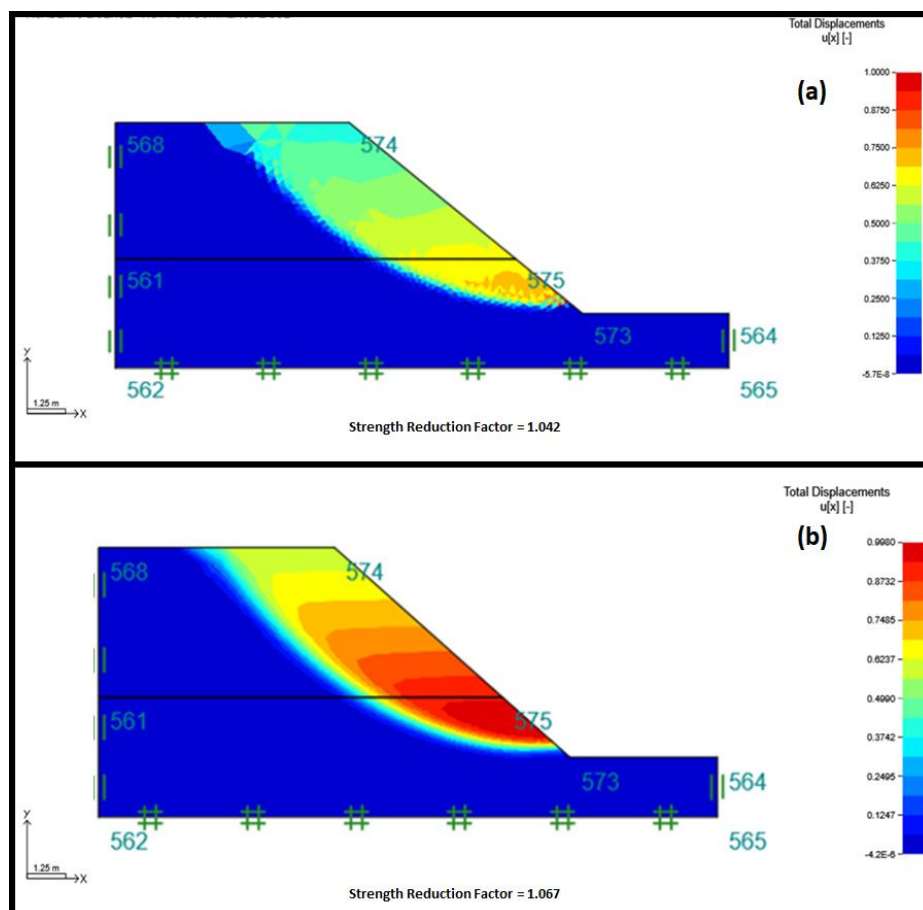 Total Displacements
u[x] [-]
(a)
1.0000
0.8750
0.7500
0.6250
0.5000
0.3750
0.2500
0.1250
-5.7E-8
568
574
561
575
573
564
562
565
Y
1.25 m
X
Strength Reduction Factor = 1.042
Total Displacements
u[x] [-]
(b)
0.9980
0.8732
0.7485
0.6237
0.4990
0.3742
0.2495
0.1247
-4.2E-6
568
574
561
575
573
564
562
565
Y
1.25 m
X
Strength Reduction Factor = 1.067